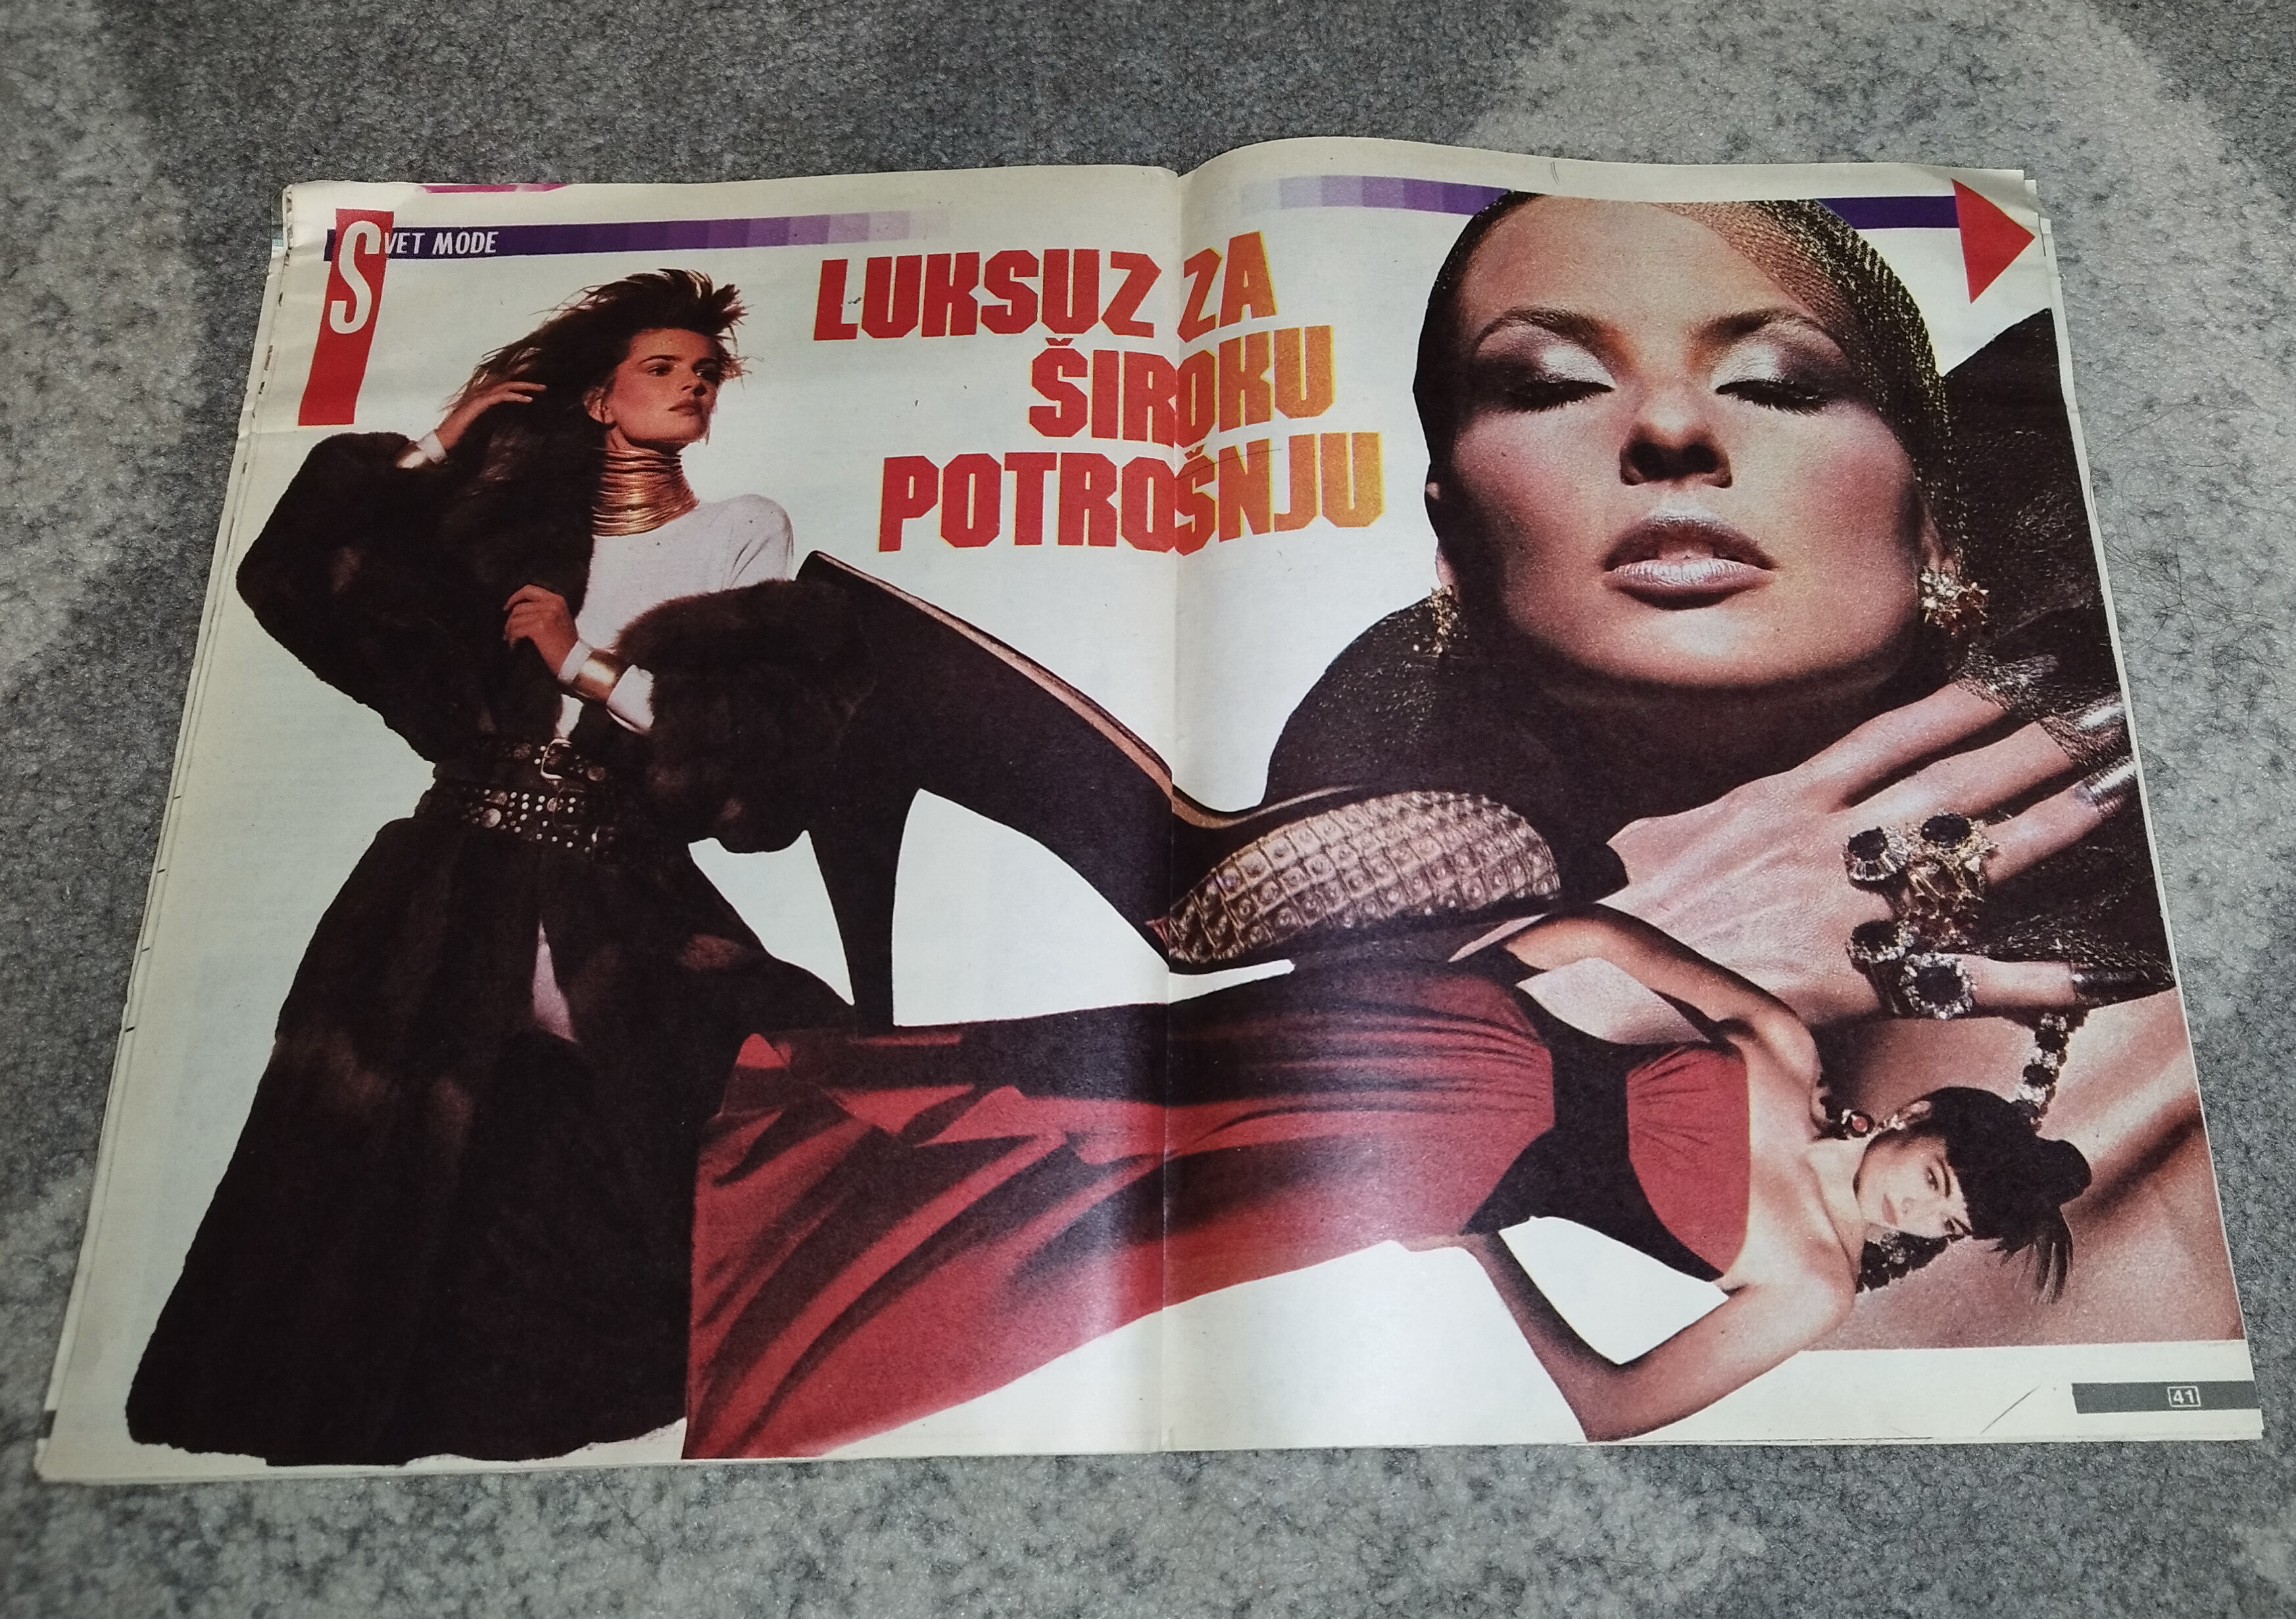 SVET MODE
LUKSUZ ZA
ŠIROKU
POTROŠNJU
41